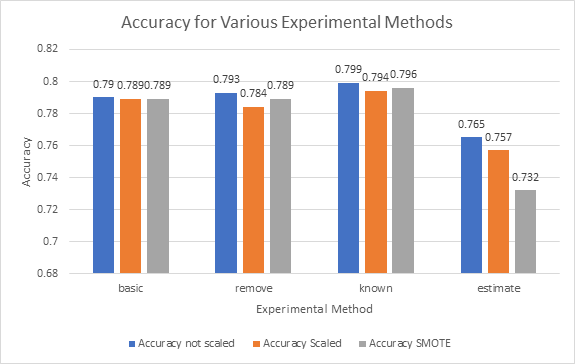 Accuracy for Various Experimental Methods
0.82
0.8
0.78
0.76
0.74
0.72
0.7
0.68
Accuracy
0.79 0.789 0.789
0.793 0.784 0.789
0.799 0.794 0.796
0.765 0.757 0.732
basic remove known estimate
Experimental Method
Accuracy not scaled Accuracy Scaled Accuracy SMOTE